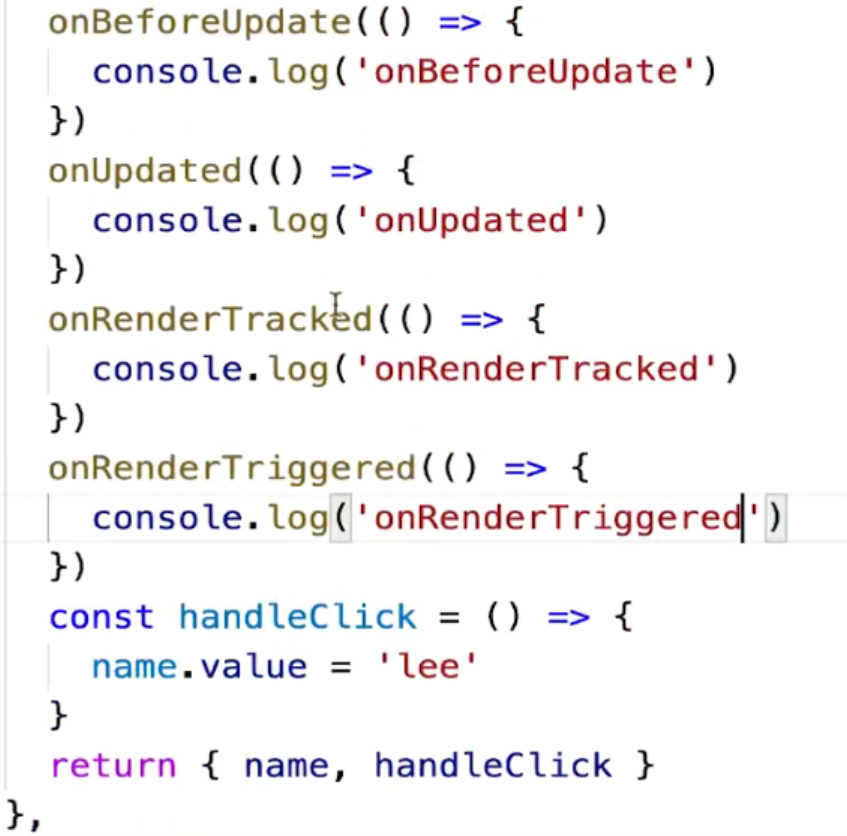 onBeforeUpdate(() => {
  console.log('onBeforeUpdate')
})
onUpdated(() => {
  console.log('onUpdated')
})
onRenderTracked(() => {
  console.log('onRenderTracked')
})
onRenderTriggered(() => {
  console.log('onRenderTriggered')
})
const handleClick = () => {
  name.value = 'lee'
}
return { name, handleClick }
},